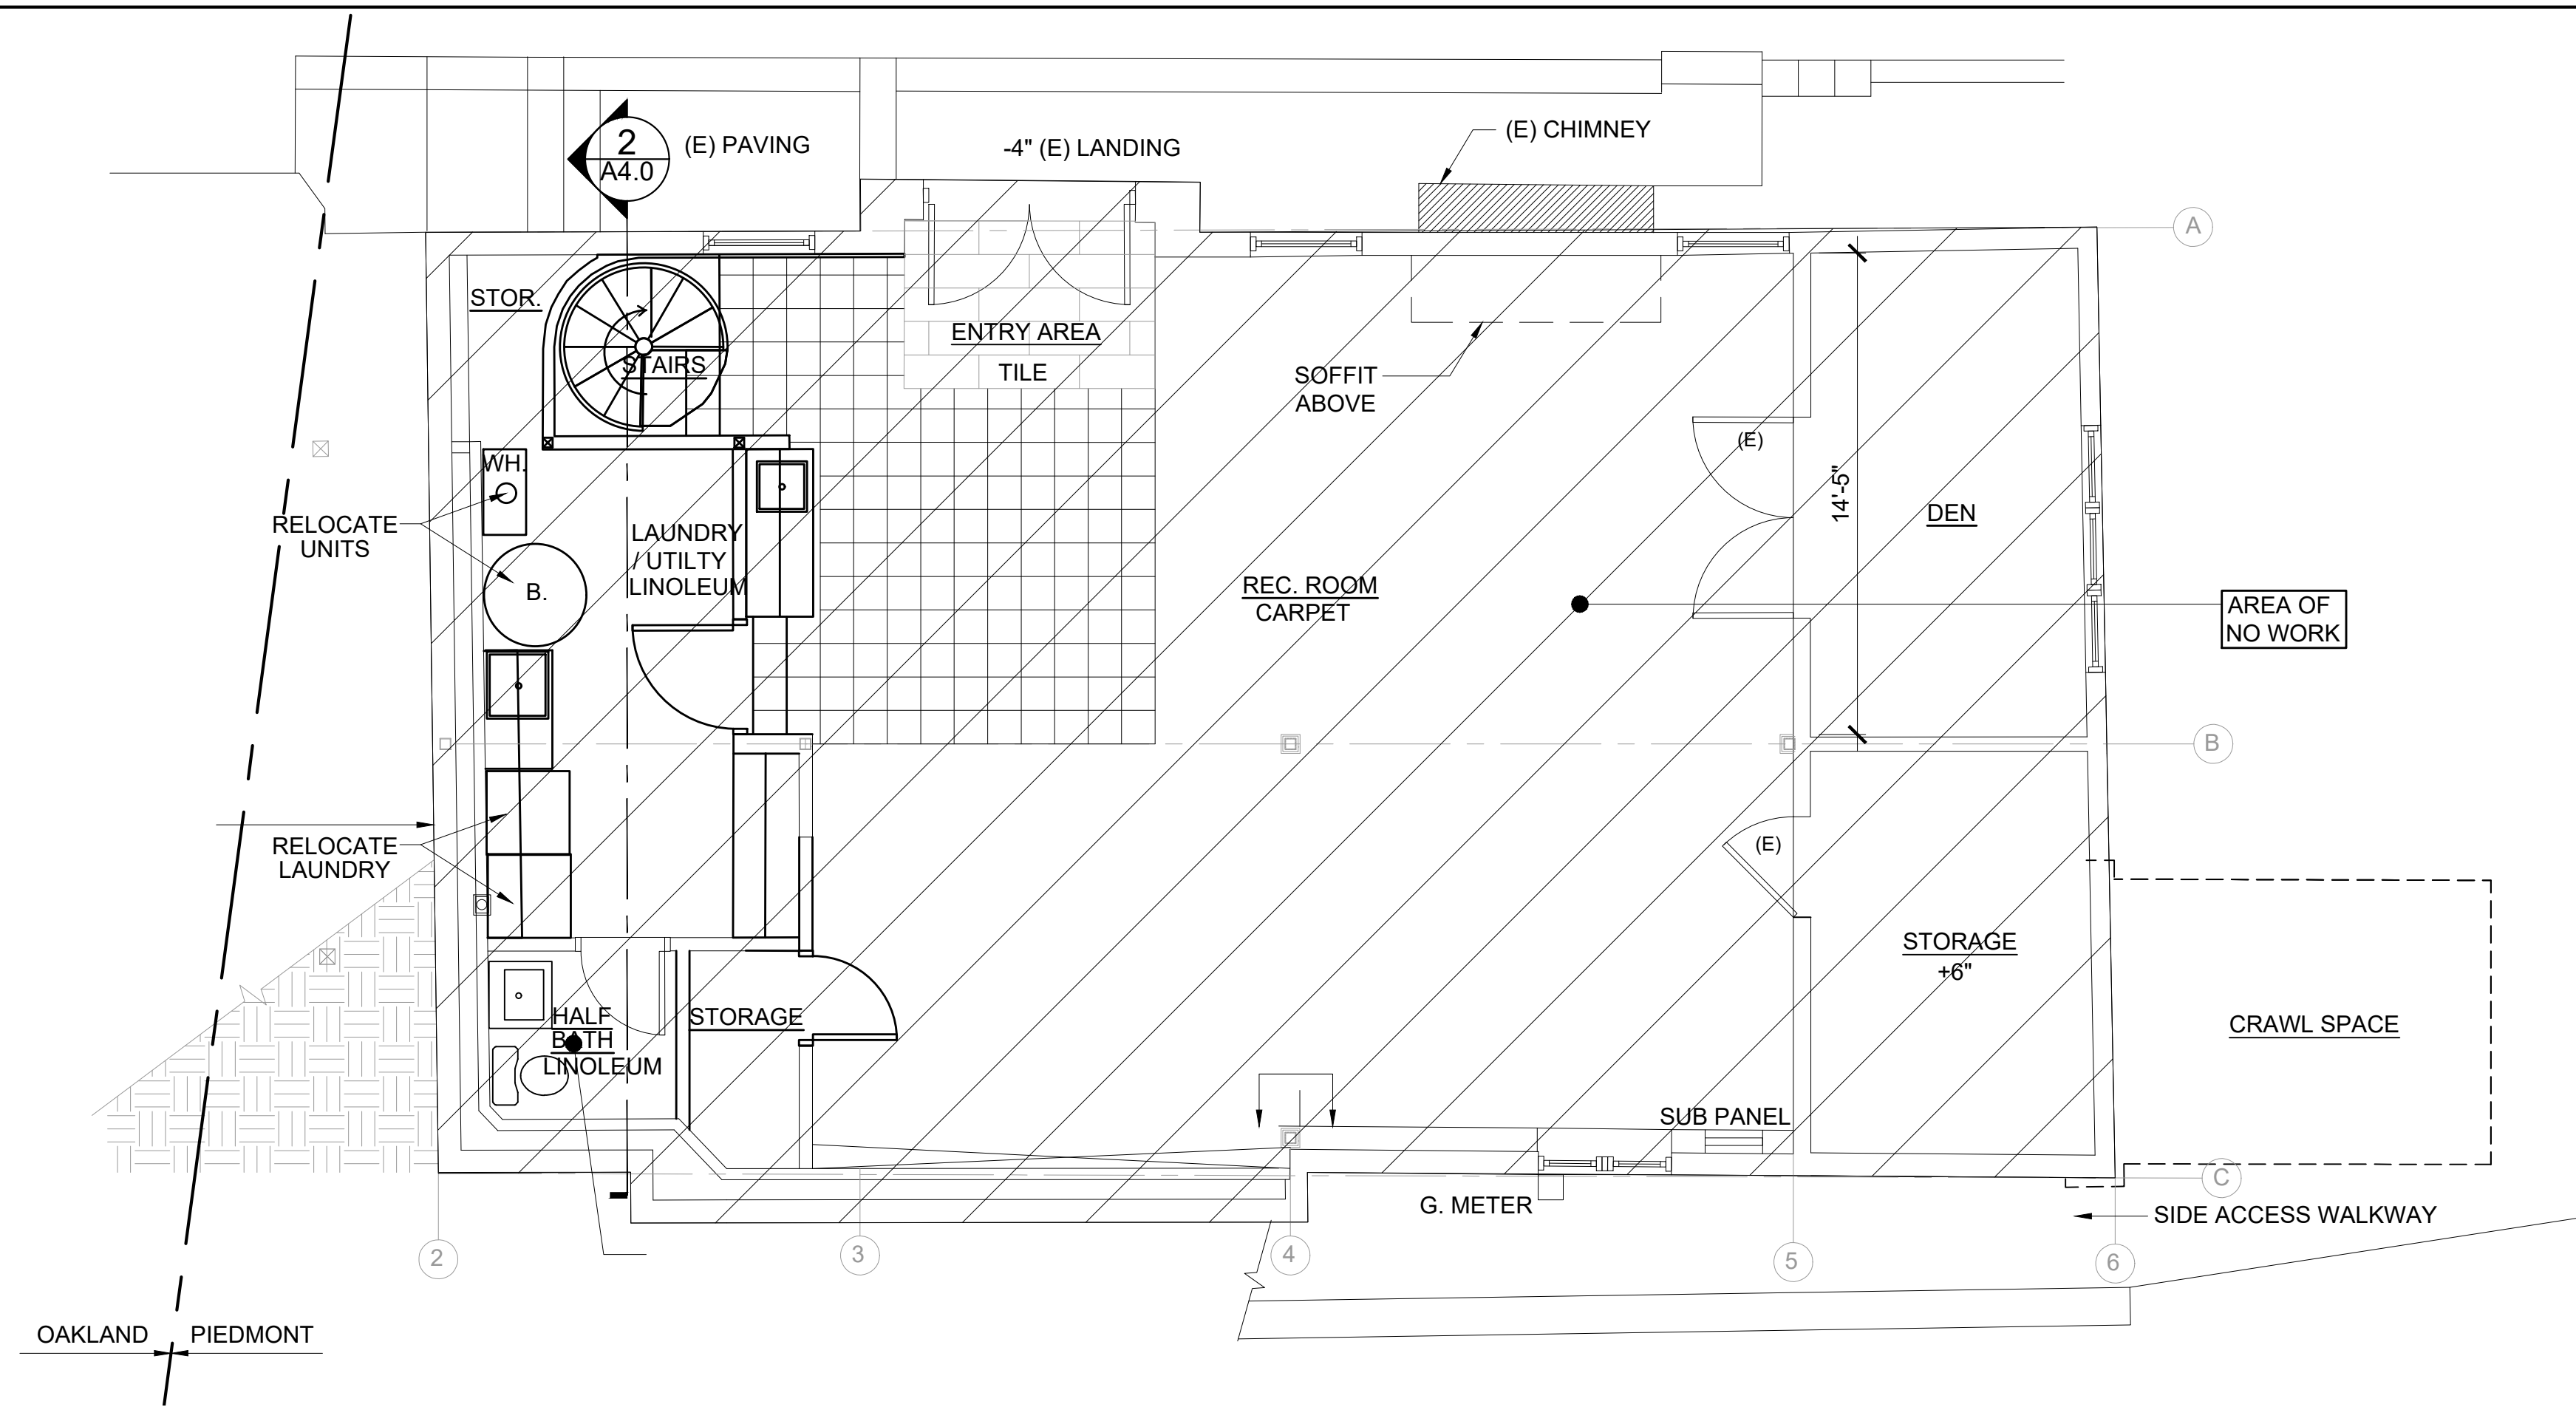 2
A4.0
(E) PAVING
-4" (E) LANDING
(E) CHIMNEY
A
STOR.
STAIRS
ENTRY AREA
TILE
SOFFIT
ABOVE
(E)
14'-5"
DEN
WH.
RELOCATE
UNITS
B.
LAUNDRY
/ UTILTY
LINOLEUM
REC. ROOM
CARPET
AREA OF
NO WORK
B
RELOCATE
LAUNDRY
(E)
STORAGE
+6"
HALF
BATH
LINOLEUM
STORAGE
CRAWL SPACE
SUB PANEL
C
G. METER
SIDE ACCESS WALKWAY
2
3
4
5
6
OAKLAND
PIEDMONT